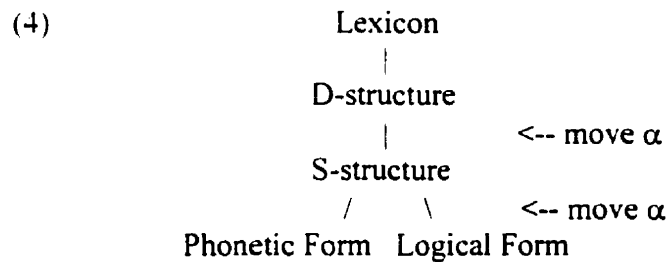 (4) Lexicon
|
D-structure
| <-- move α
S-structure
/ \ <-- move α
Phonetic Form Logical Form